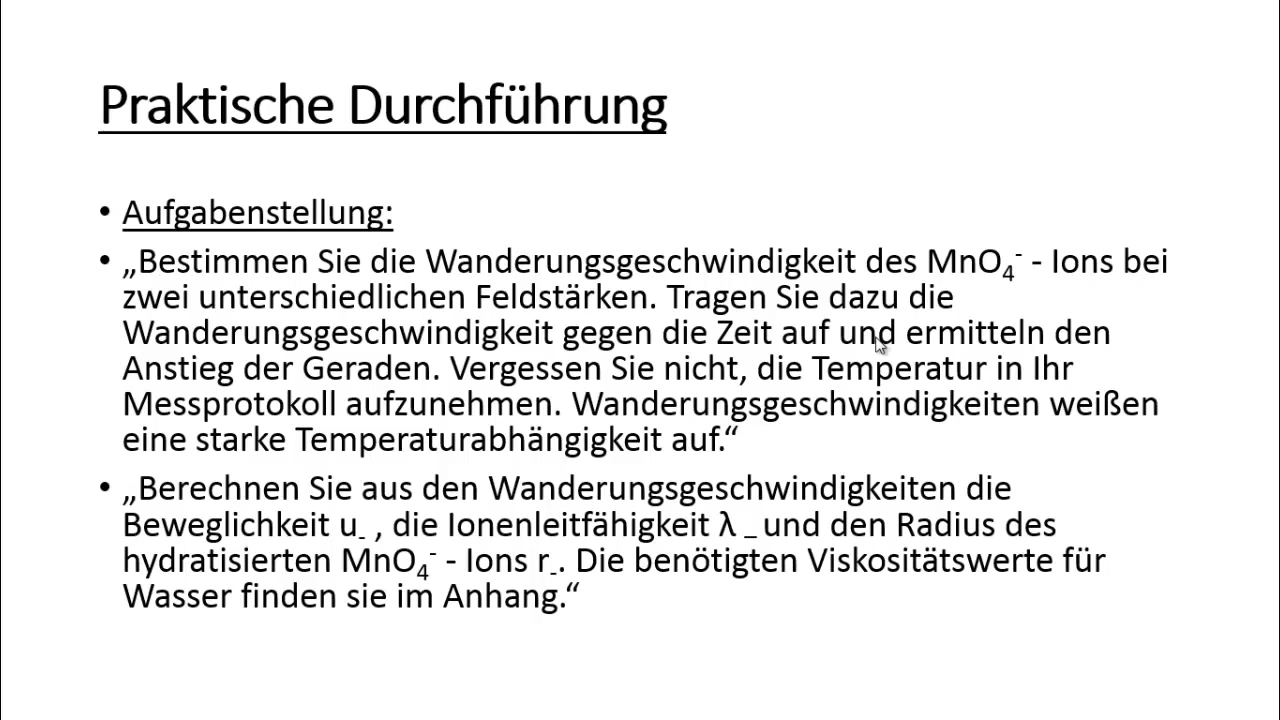 Praktische Durchführung
• Aufgabenstellung:
• „Bestimmen Sie die Wanderungsgeschwindigkeit des MnO₄⁻ - Ions bei
zwei unterschiedlichen Feldstärken. Tragen Sie dazu die
Wanderungsgeschwindigkeit gegen die Zeit auf und ermitteln den
Anstieg der Geraden. Vergessen Sie nicht, die Temperatur in Ihr
Messprotokoll aufzunehmen. Wanderungsgeschwindigkeiten weißen
eine starke Temperaturabhängigkeit auf.“
• „Berechnen Sie aus den Wanderungsgeschwindigkeiten die
Beweglichkeit u₋ , die Ionenleitfähigkeit λ ₋ und den Radius des
hydratisierten MnO₄⁻ - Ions r₋. Die benötigten Viskositätswerte für
Wasser finden sie im Anhang.“